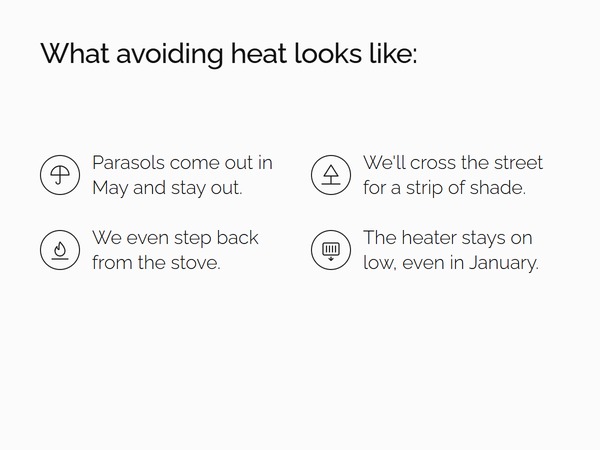 What avoiding heat looks like:
Parasols come out in
May and stay out.
We'll cross the street
for a strip of shade.
We even step back
from the stove.
The heater stays on
low, even in January.